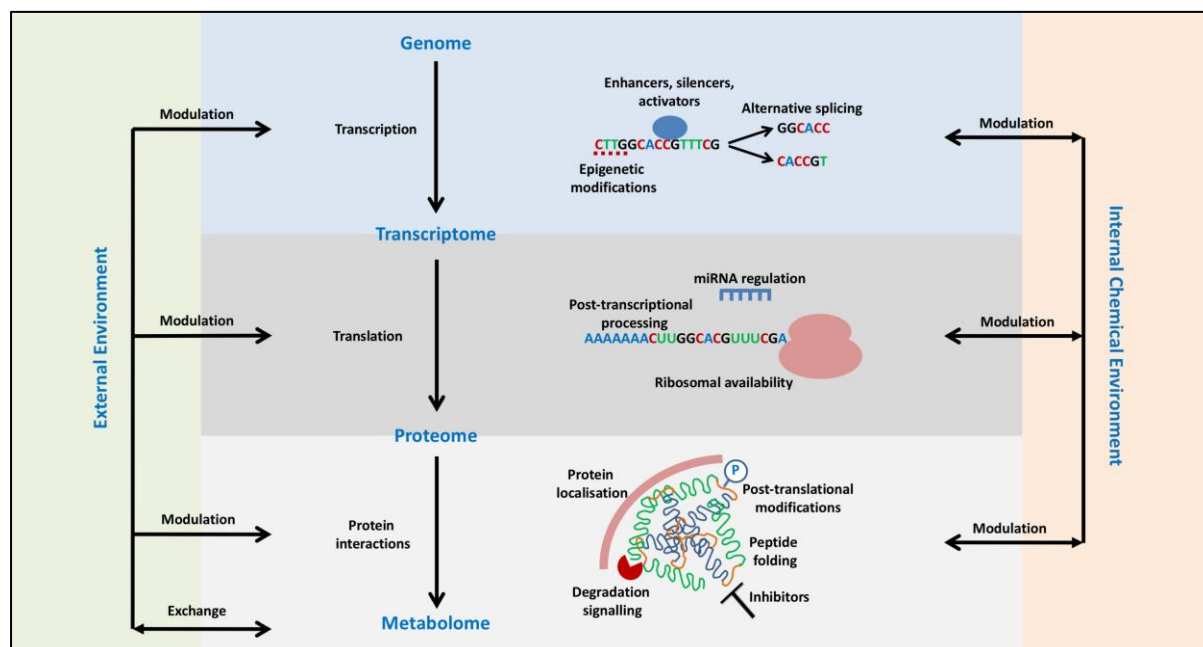 Genome
Enhancers, silencers,
activators
Alternative splicing
Modulation
Transcription
CTTGGCACCGTTTCG
GGCACC
CACCGT
Epigenetic
modifications
Modulation
Transcriptome
External Environment
Internal Chemical Environment
miRNA regulation
Post-transcriptional
processing
Modulation
Translation
AAAAAAACUUGGCACGUUUCGA
Modulation
Ribosomal availability
Proteome
Protein
localisation
P
Post-translational
modifications
Modulation
Protein
interactions
Peptide
folding
Modulation
Degradation
signalling
Inhibitors
Exchange
Metabolome